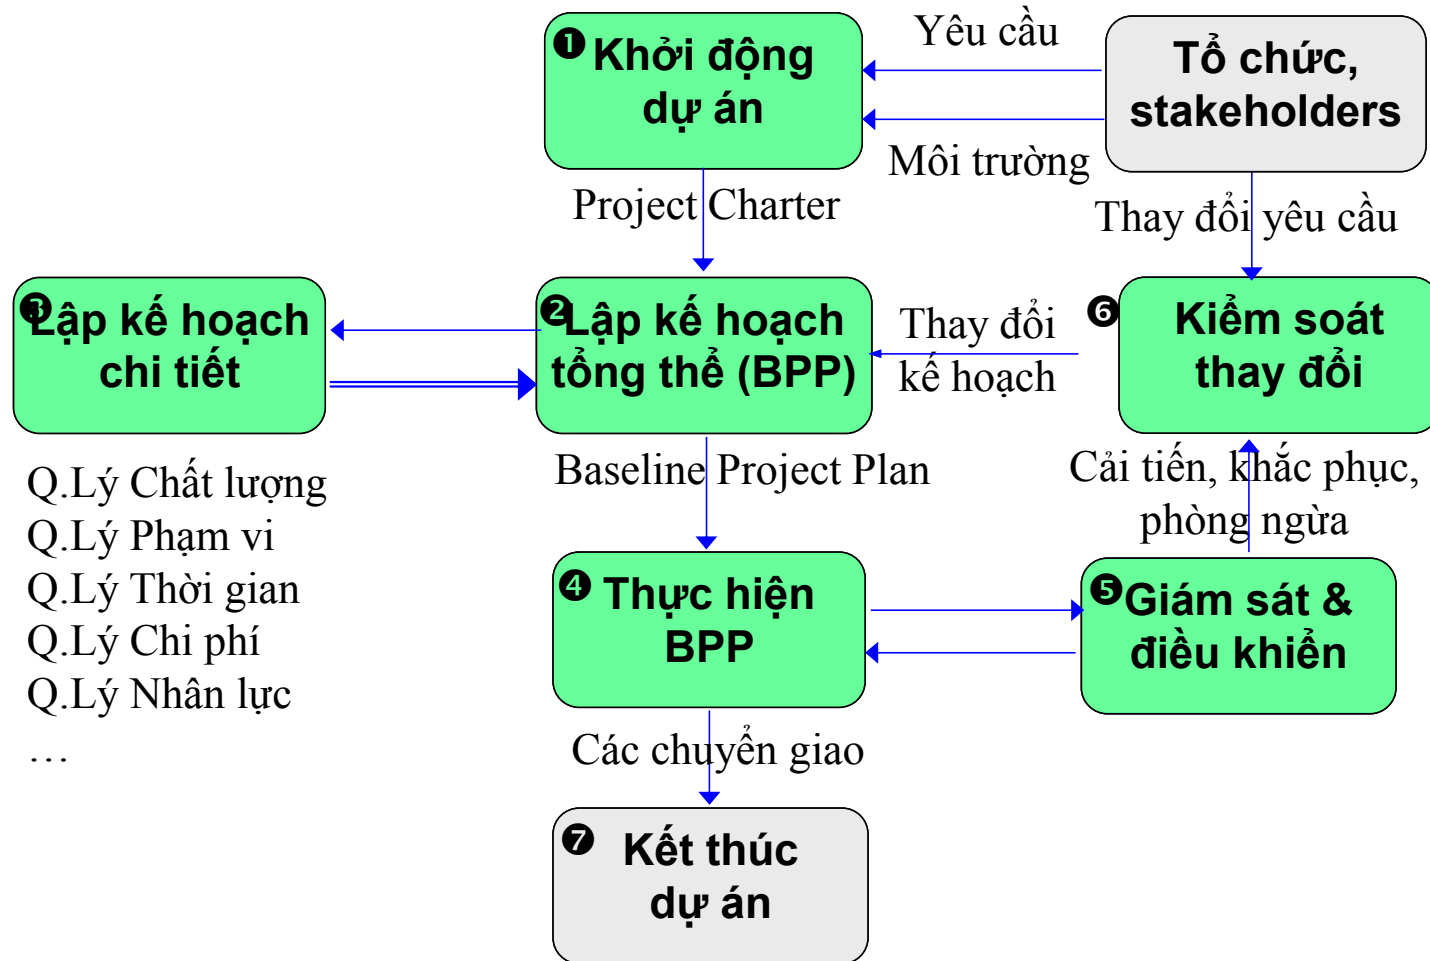 ❶ Khởi động
dự án
Yêu cầu
Môi trường
Tổ chức,
stakeholders
Project Charter
Thay đổi yêu cầu
❸ Lập kế hoạch
chi tiết
❷ Lập kế hoạch
tổng thể (BPP)
Thay đổi
kế hoạch
❻ Kiểm soát
thay đổi
Q.Lý Chất lượng
Q.Lý Phạm vi
Q.Lý Thời gian
Q.Lý Chi phí
Q.Lý Nhân lực
…
Baseline Project Plan
Cải tiến, khắc phục,
phòng ngừa
❹ Thực hiện
BPP
❺ Giám sát &
điều khiển
Các chuyển giao
❼ Kết thúc
dự án